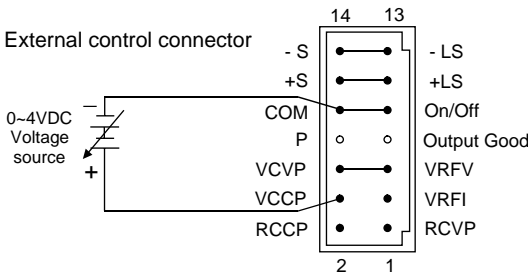 14 13
External control connector
- S - LS
+S +LS
COM On/Off
0~4VDC
Voltage
source
–
+
P Output Good
VCVP VRFV
VCCP VRFI
RCCP RCVP
2 1